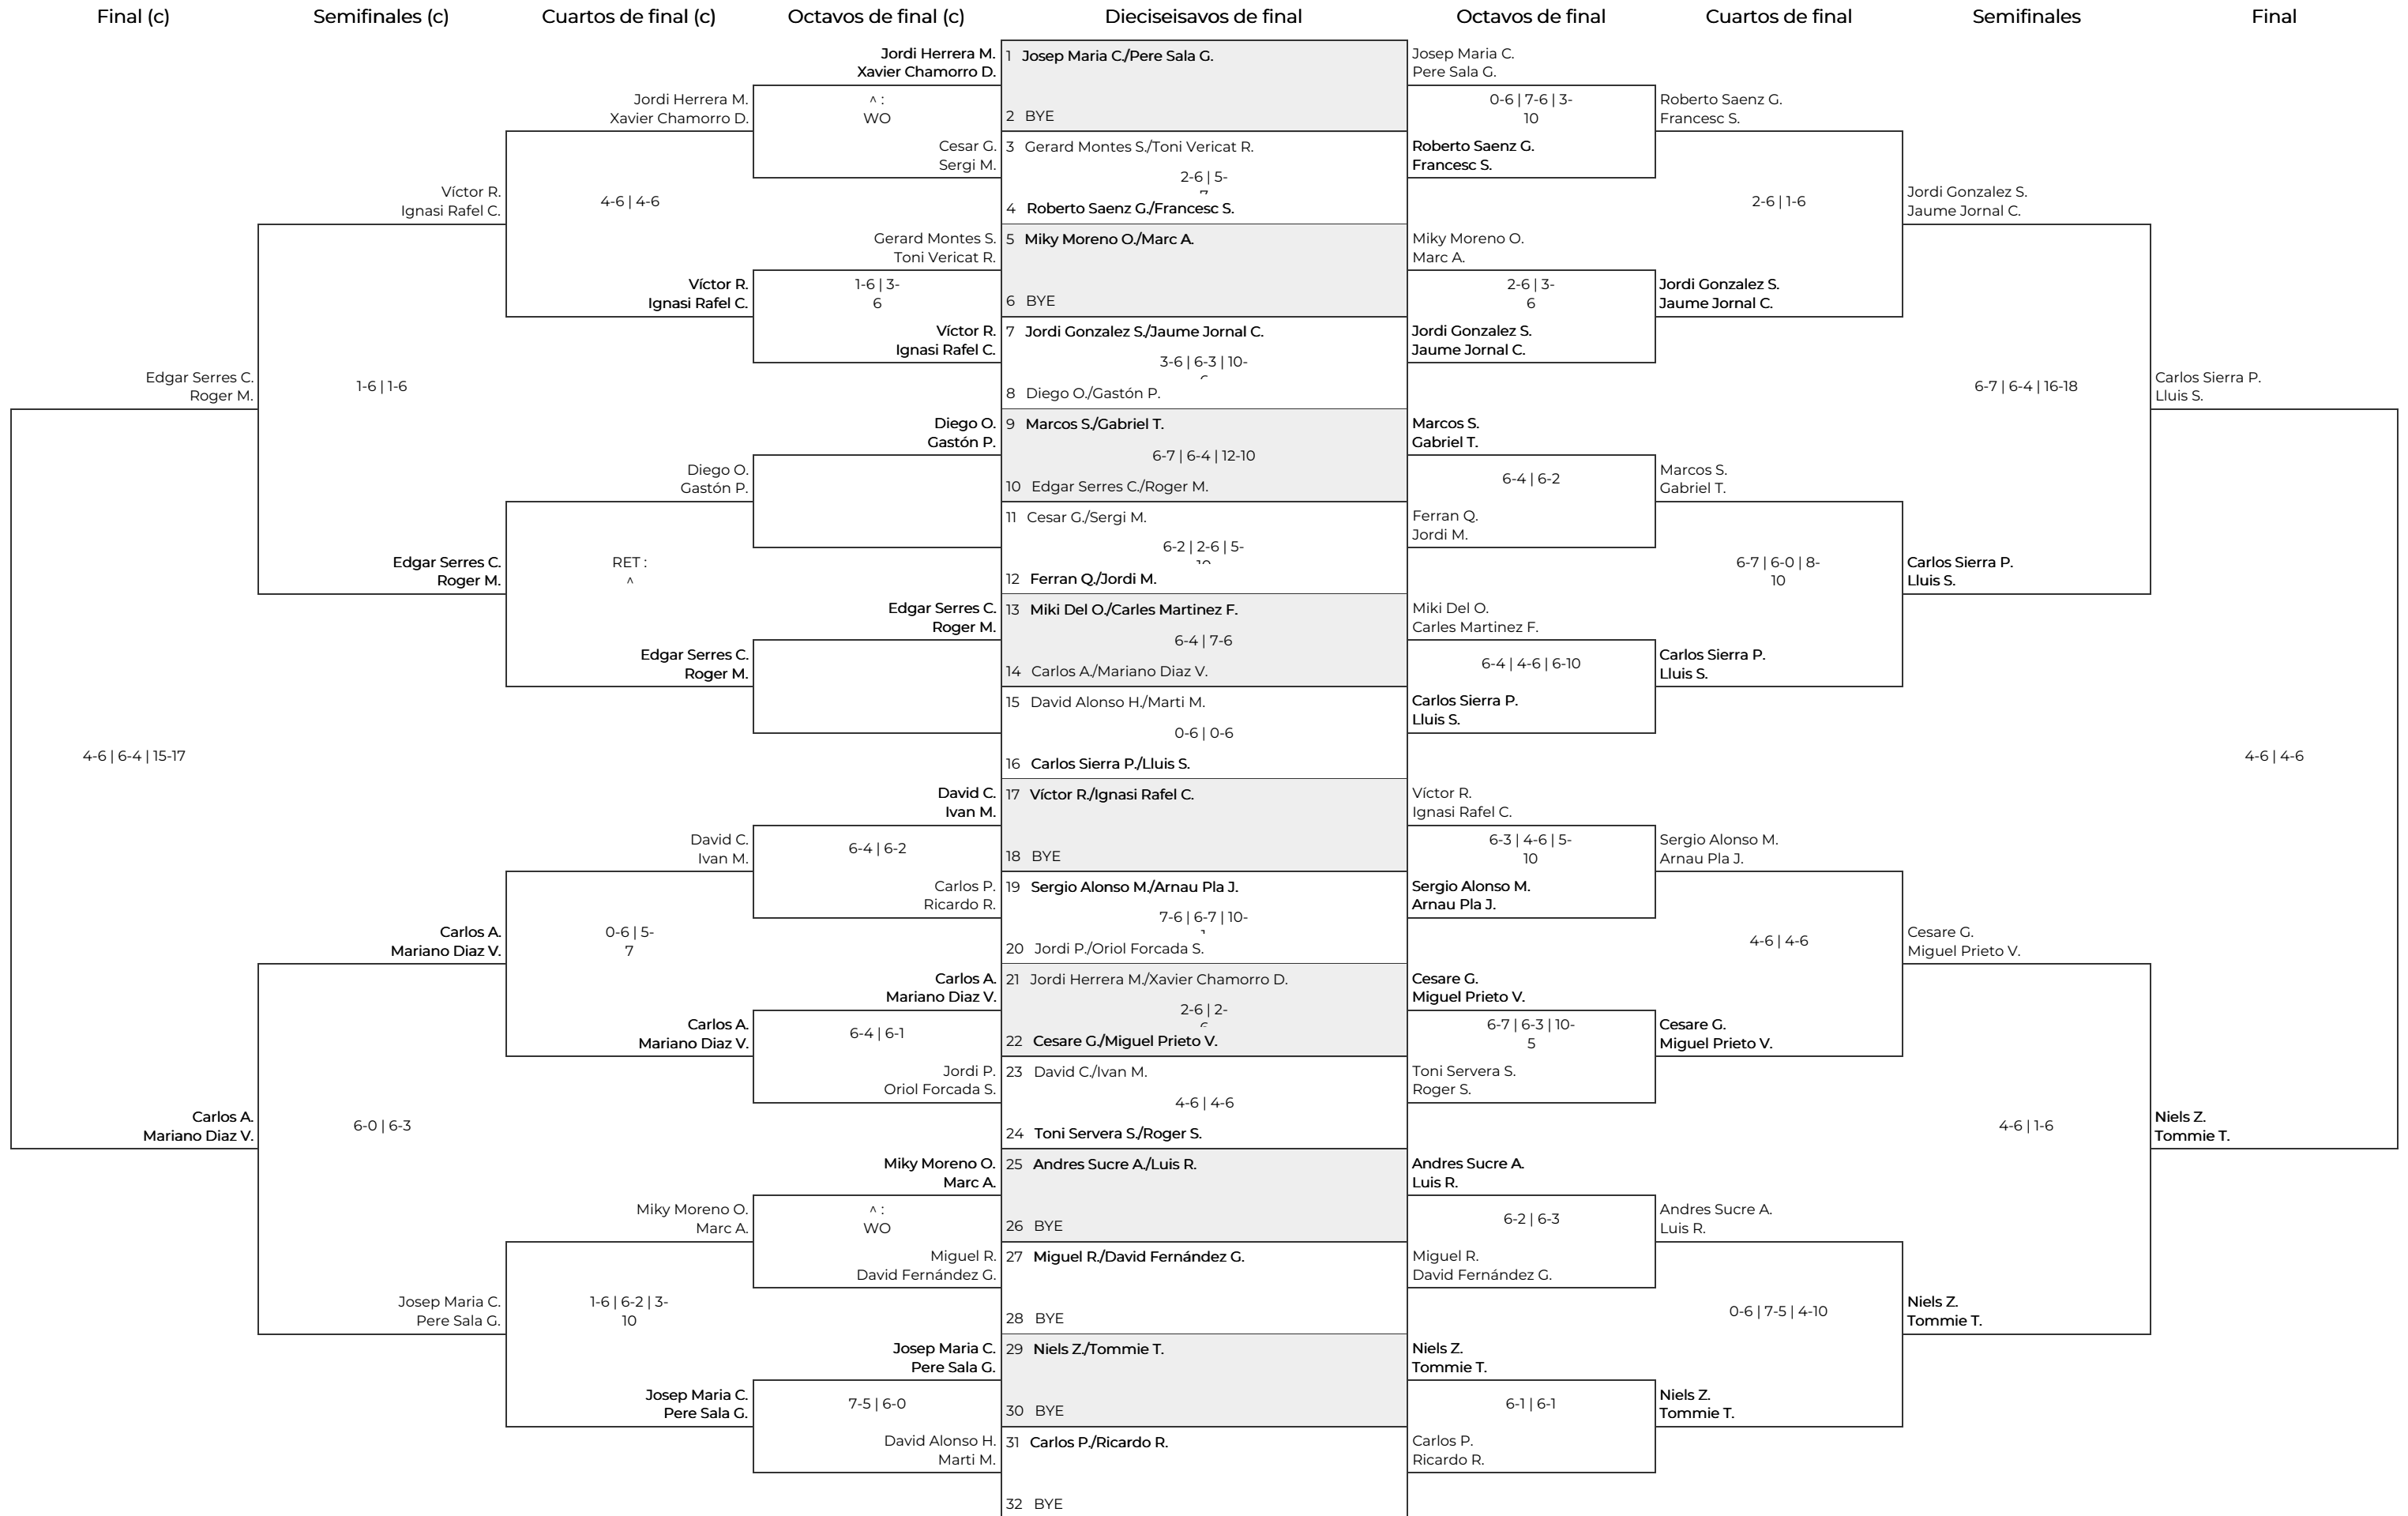 Final (c)
Semifinales (c)
Cuartos de final (c)
Octavos de final (c)
Dieciseisavos de final
Octavos de final
Cuartos de final
Semifinales
Final
Edgar Serres C.
Roger M.
4-6 | 6-4 | 15-17
Carlos A.
Mariano Diaz V.
Víctor R.
Ignasi Rafel C.
1-6 | 1-6
Edgar Serres C.
Roger M.
Carlos A.
Mariano Diaz V.
6-0 | 6-3
Josep Maria C.
Pere Sala G.
Jordi Herrera M.
Xavier Chamorro D.
4-6 | 4-6
Víctor R.
Ignasi Rafel C.
Diego O.
Gastón P.
RET :
^
Edgar Serres C.
Roger M.
David C.
Ivan M.
0-6 | 5-
7
Carlos A.
Mariano Diaz V.
Miky Moreno O.
Marc A.
1-6 | 6-2 | 3-
10
Josep Maria C.
Pere Sala G.
Jordi Herrera M.
Xavier Chamorro D.
^ :
WO
Cesar G.
Sergi M.
Gerard Montes S.
Toni Vericat R.
1-6 | 3-
6
Víctor R.
Ignasi Rafel C.
Diego O.
Gastón P.
Edgar Serres C.
Roger M.
David C.
Ivan M.
6-4 | 6-2
Carlos P.
Ricardo R.
Carlos A.
Mariano Diaz V.
6-4 | 6-1
Jordi P.
Oriol Forcada S.
Miky Moreno O.
Marc A.
^ :
WO
Miguel R.
David Fernández G.
Josep Maria C.
Pere Sala G.
7-5 | 6-0
David Alonso H.
Marti M.
1 Josep Maria C./Pere Sala G.
2 BYE
3 Gerard Montes S./Toni Vericat R.
2-6 | 5-
4 Roberto Saenz G./Francesc S.
5 Miky Moreno O./Marc A.
6 BYE
7 Jordi Gonzalez S./Jaume Jornal C.
3-6 | 6-3 | 10-
8 Diego O./Gastón P.
9 Marcos S./Gabriel T.
6-7 | 6-4 | 12-10
10 Edgar Serres C./Roger M.
11 Cesar G./Sergi M.
6-2 | 2-6 | 5-
12 Ferran Q./Jordi M.
13 Miki Del O./Carles Martinez F.
6-4 | 7-6
14 Carlos A./Mariano Diaz V.
15 David Alonso H./Marti M.
0-6 | 0-6
16 Carlos Sierra P./Lluis S.
17 Víctor R./Ignasi Rafel C.
18 BYE
19 Sergio Alonso M./Arnau Pla J.
7-6 | 6-7 | 10-
20 Jordi P./Oriol Forcada S.
21 Jordi Herrera M./Xavier Chamorro D.
2-6 | 2-
22 Cesare G./Miguel Prieto V.
23 David C./Ivan M.
4-6 | 4-6
24 Toni Servera S./Roger S.
25 Andres Sucre A./Luis R.
26 BYE
27 Miguel R./David Fernández G.
28 BYE
29 Niels Z./Tommie T.
30 BYE
31 Carlos P./Ricardo R.
32 BYE
Josep Maria C.
Pere Sala G.
0-6 | 7-6 | 3-
10
Roberto Saenz G.
Francesc S.
Miky Moreno O.
Marc A.
2-6 | 3-
6
Jordi Gonzalez S.
Jaume Jornal C.
Marcos S.
Gabriel T.
6-4 | 6-2
Ferran Q.
Jordi M.
Miki Del O.
Carles Martinez F.
6-4 | 4-6 | 6-10
Carlos Sierra P.
Lluis S.
Víctor R.
Ignasi Rafel C.
6-3 | 4-6 | 5-
10
Sergio Alonso M.
Arnau Pla J.
Cesare G.
Miguel Prieto V.
6-7 | 6-3 | 10-
5
Toni Servera S.
Roger S.
Andres Sucre A.
Luis R.
6-2 | 6-3
Miguel R.
David Fernández G.
Niels Z.
Tommie T.
6-1 | 6-1
Carlos P.
Ricardo R.
Roberto Saenz G.
Francesc S.
2-6 | 1-6
Jordi Gonzalez S.
Jaume Jornal C.
Marcos S.
Gabriel T.
6-7 | 6-0 | 8-
10
Carlos Sierra P.
Lluis S.
Sergio Alonso M.
Arnau Pla J.
4-6 | 4-6
Cesare G.
Miguel Prieto V.
Andres Sucre A.
Luis R.
0-6 | 7-5 | 4-10
Niels Z.
Tommie T.
Jordi Gonzalez S.
Jaume Jornal C.
6-7 | 6-4 | 16-18
Carlos Sierra P.
Lluis S.
Cesare G.
Miguel Prieto V.
4-6 | 1-6
Niels Z.
Tommie T.
Carlos Sierra P.
Lluis S.
4-6 | 4-6
Niels Z.
Tommie T.